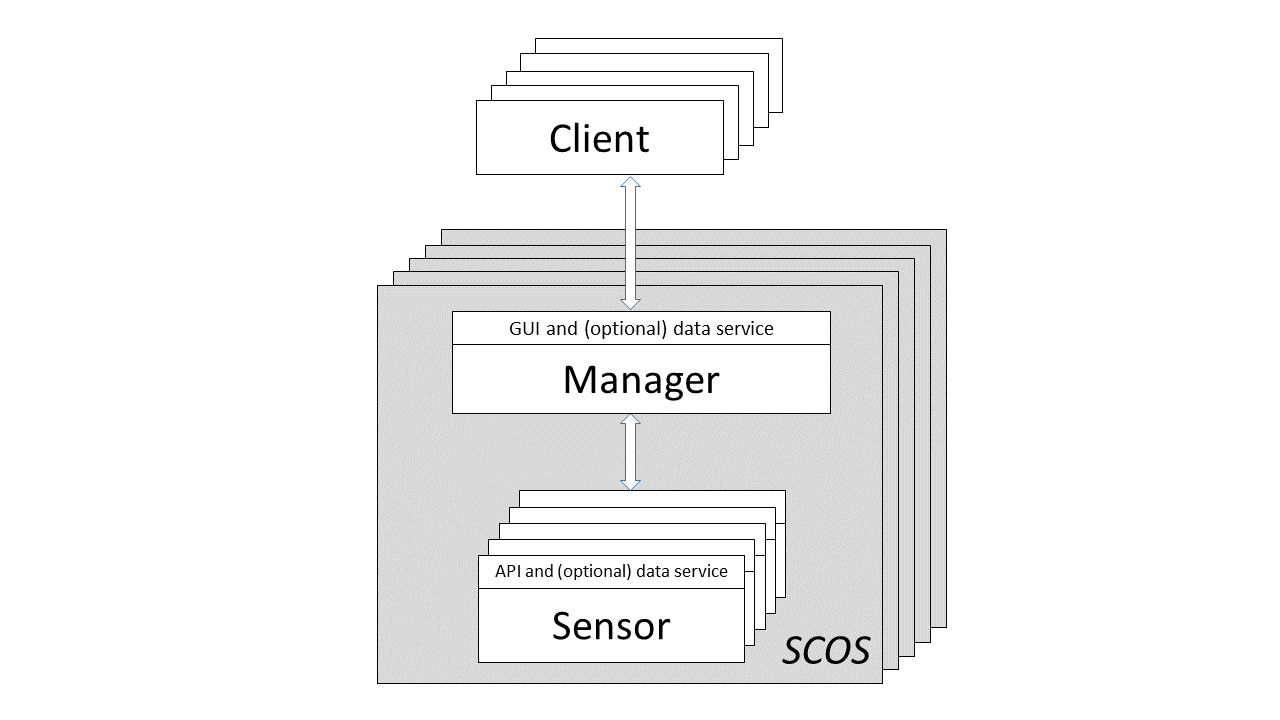 Client
GUI and (optional) data service
Manager
API and (optional) data service
Sensor
SCOS